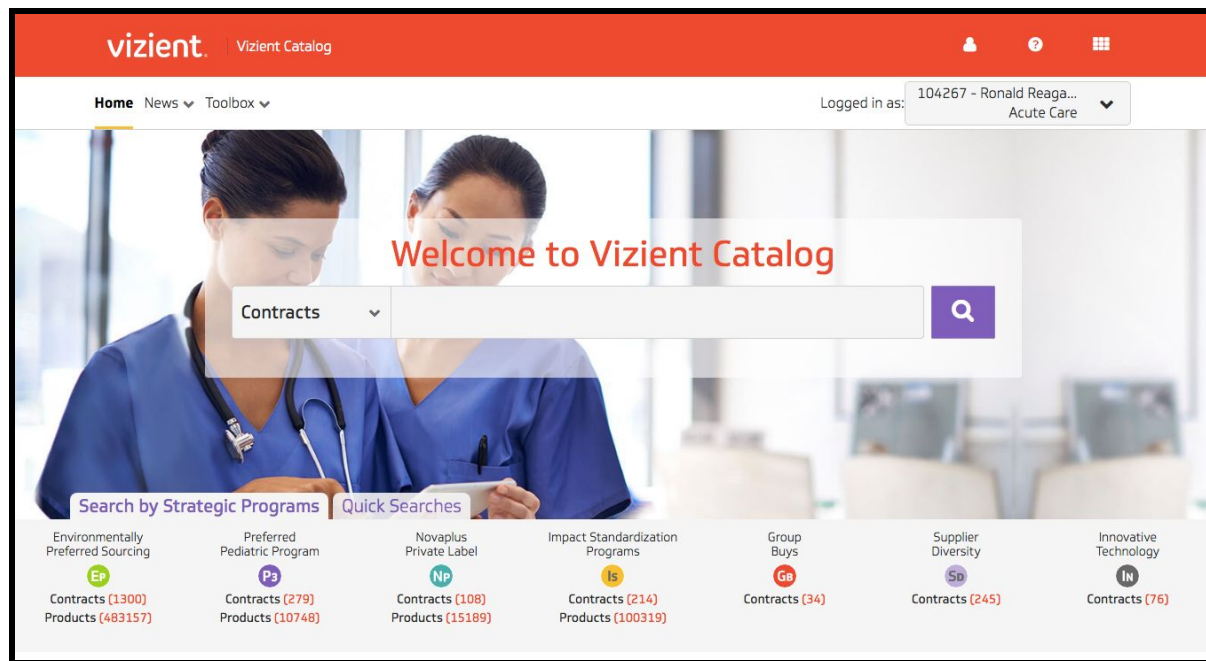 vizient. Vizient Catalog
Home News Toolbox
Logged in as: 104267 - Ronald Reaga...
Acute Care
Welcome to Vizient Catalog
Contracts
Search by Strategic Programs Quick Searches
Environmentally
Preferred Sourcing
EP
Contracts (1300)
Products (483157)
Preferred
Pediatric Program
P3
Contracts (279)
Products (10748)
Novaplus
Private Label
NP
Contracts (108)
Products (15189)
Impact Standardization
Programs
IS
Contracts (214)
Products (100319)
Group
Buys
GB
Contracts (34)
Supplier
Diversity
SD
Contracts (245)
Innovative
Technology
IN
Contracts (76)